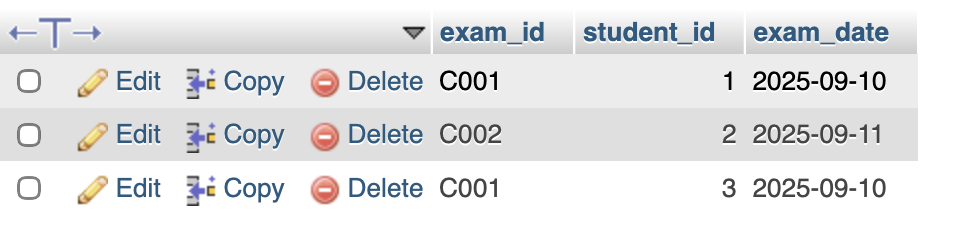 ←T→ exam_id student_id exam_date
Edit Copy Delete C001 1 2025-09-10
Edit Copy Delete C002 2 2025-09-11
Edit Copy Delete C001 3 2025-09-10